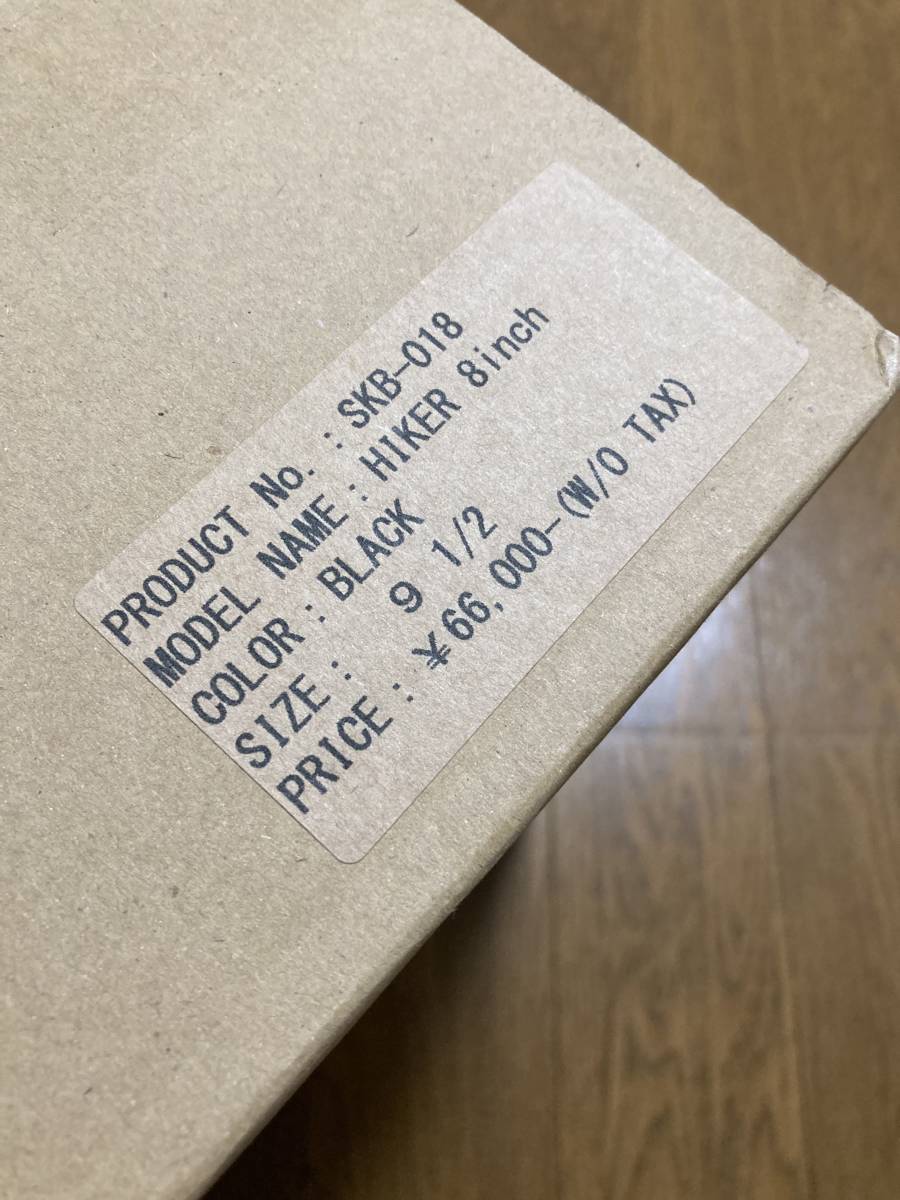 PRODUCT No. : SKB-018
MODEL NAME : HIKER 8inch
COLOR : BLACK
SIZE : 9 1/2
PRICE : ¥66,000-(W/O TAX)